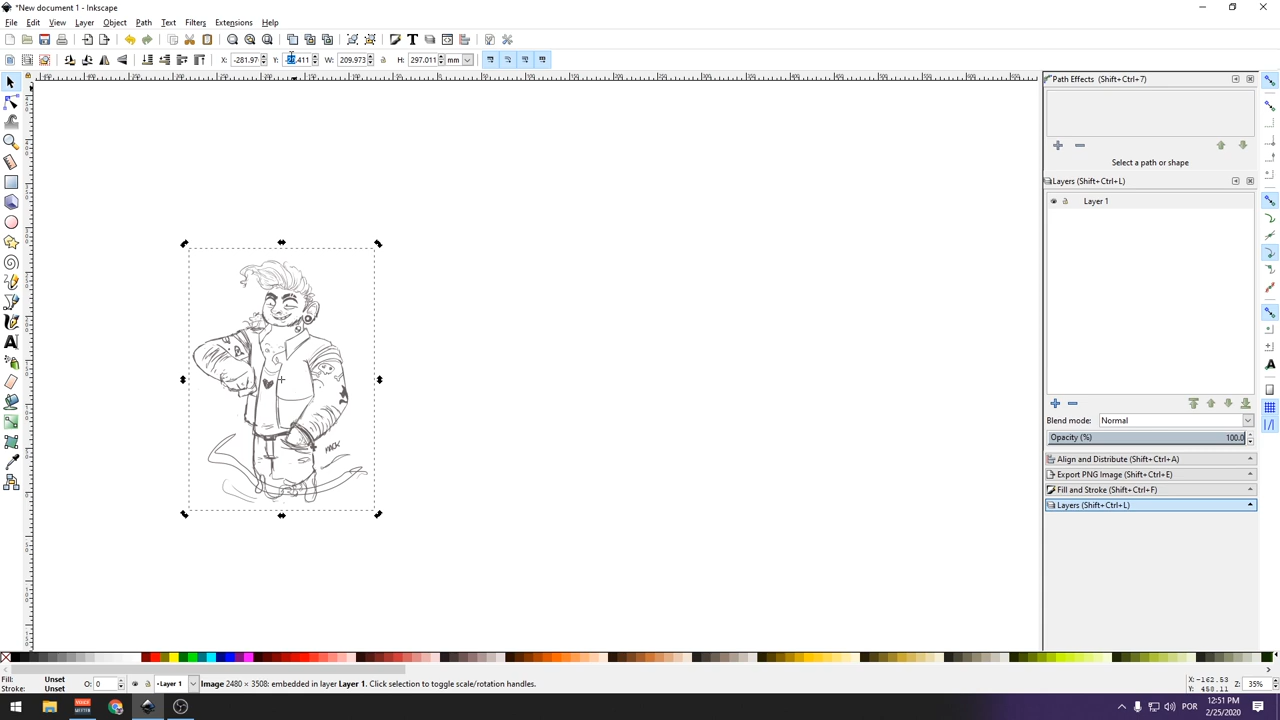 *New document 1 - Inkscape
File Edit View Layer Object Path Text Filters Extensions Help
X: -281.97 Y: W: 209.973 H: 297.011 mm
Path Effects (Shift+Ctrl+7)
Select a path or shape
Layers (Shift+Ctrl+L)
Layer 1
Blend mode: Normal
Opacity (%) 100.0
Align and Distribute (Shift+Ctrl+A)
Export PNG Image (Shift+Ctrl+E)
Fill and Stroke (Shift+Ctrl+F)
Layers (Shift+Ctrl+L)
Fill: Unset
Stroke: Unset
O: 0
Layer 1
Image 2480 × 3508: embedded in layer Layer 1. Click selection to toggle scale/rotation handles.
X: -162.53
Y: 450.11
Z: 35%
POR
12:51 PM
2/25/2020